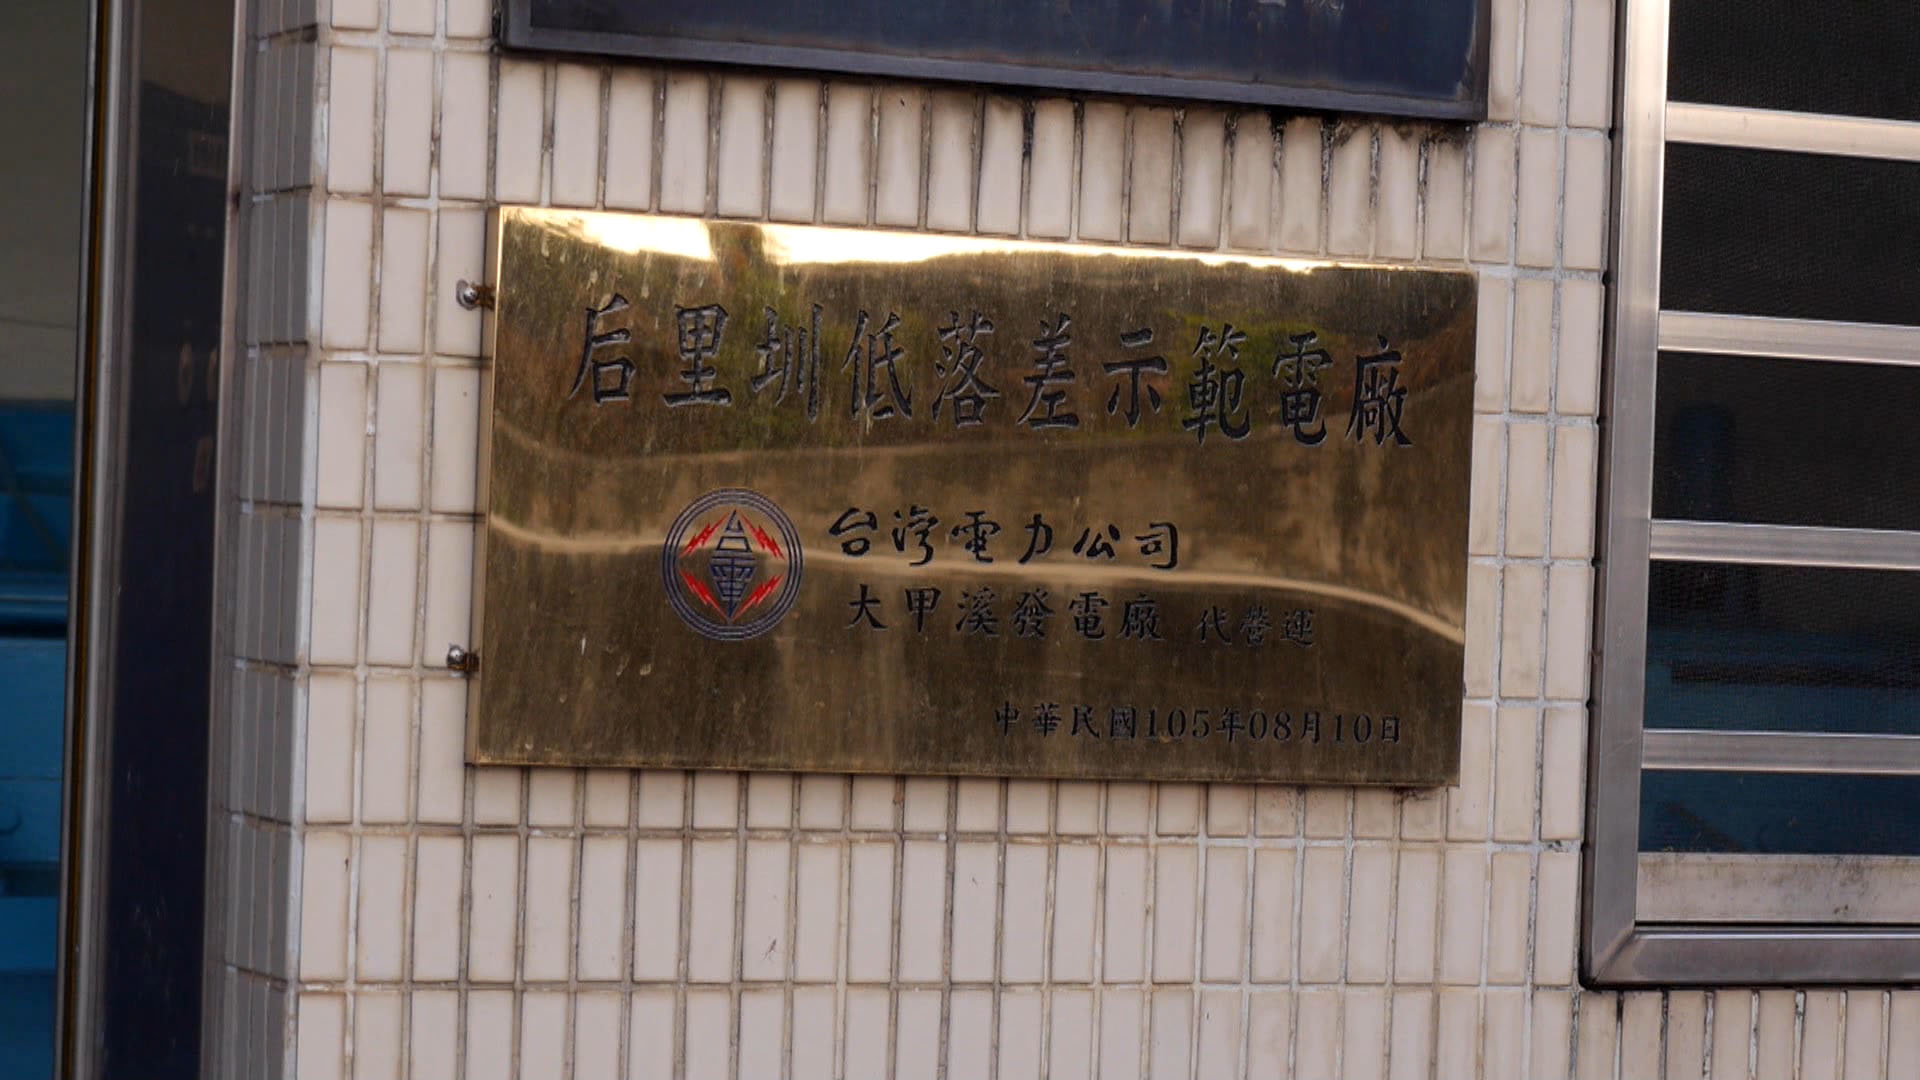 后里圳低落差示範電廠
台電
台灣電力公司
大甲溪發電廠 代營運
中華民國105年08月10日